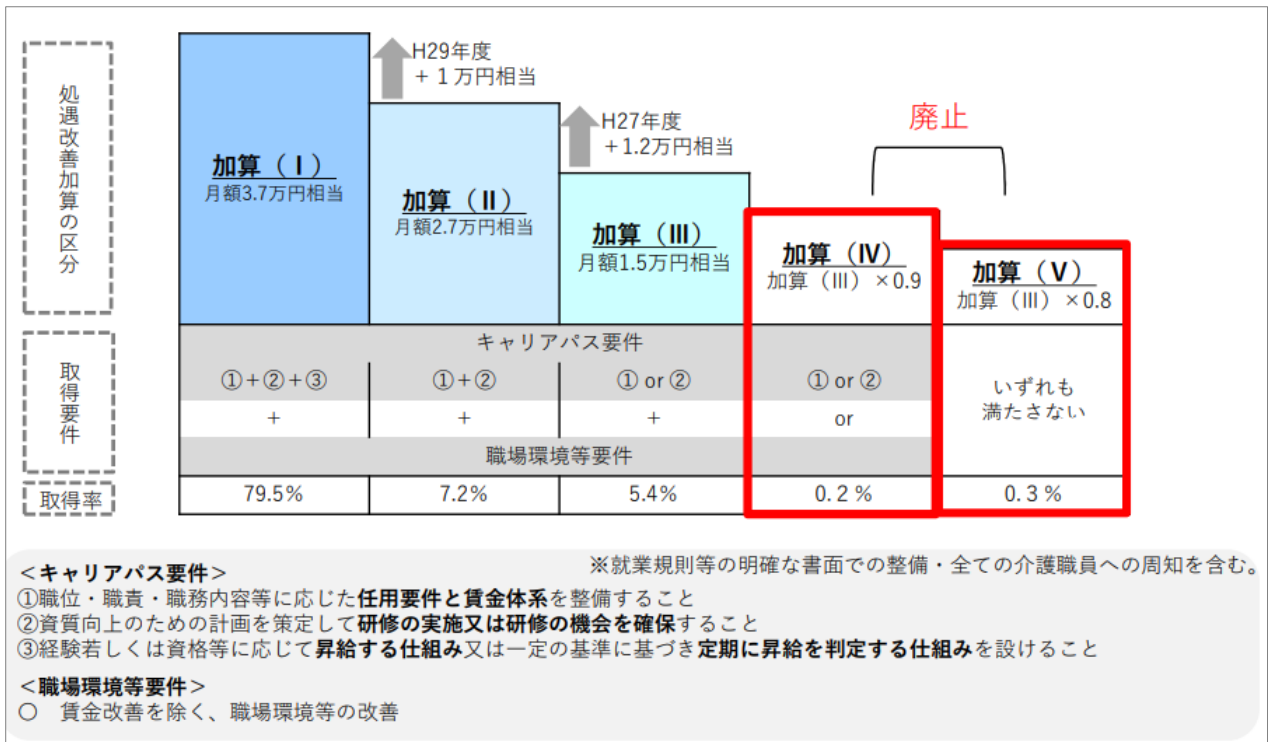 処遇改善加算の区分
加算（Ⅰ）
月額3.7万円相当
H29年度
+ 1 万円相当
加算（Ⅱ）
月額2.7万円相当
H27年度
+1.2万円相当
加算（Ⅲ）
月額1.5万円相当
廃止
加算（Ⅳ）
加算（Ⅲ）×0.9
加算（Ⅴ）
加算（Ⅲ）×0.8
取得要件
キャリアパス要件
①+②+③ ①+② ① or ② ① or ②
+ + + or
職場環境等要件
いずれも
満たさない
取得率 79.5% 7.2% 5.4% 0.2 % 0.3 %
＜キャリアパス要件＞ ※就業規則等の明確な書面での整備・全ての介護職員への周知を含む。
①職位・職責・職務内容等に応じた任用要件と賃金体系を整備すること
②資質向上のための計画を策定して研修の実施又は研修の機会を確保すること
③経験若しくは資格等に応じて昇給する仕組み又は一定の基準に基づき定期に昇給を判定する仕組みを設けること
＜職場環境等要件＞
○ 賃金改善を除く、職場環境等の改善